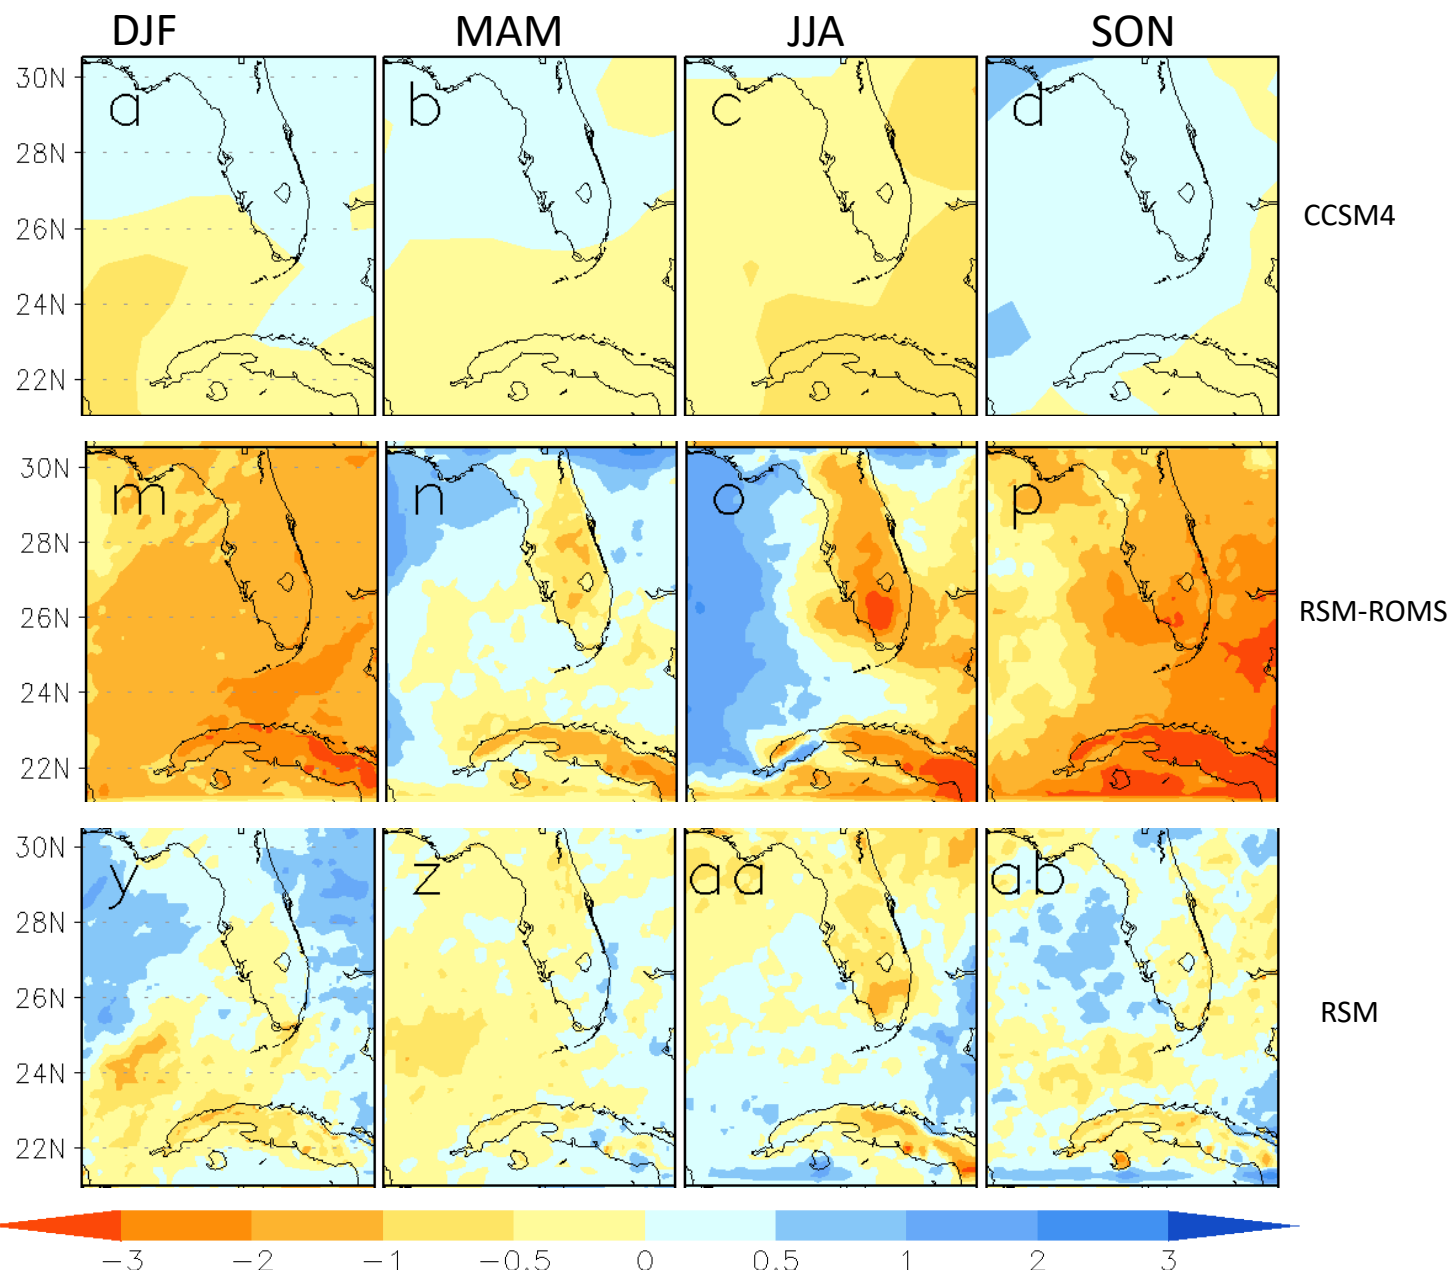 DJF MAM JJA SON
30N
a b c d
28N
26N
CCSM4
24N
22N
30N
m n o p
28N
26N
RSM-ROMS
24N
22N
30N
y z aa ab
28N
26N
RSM
24N
22N
−3 −2 −1 −0.5 0 0.5 1 2 3